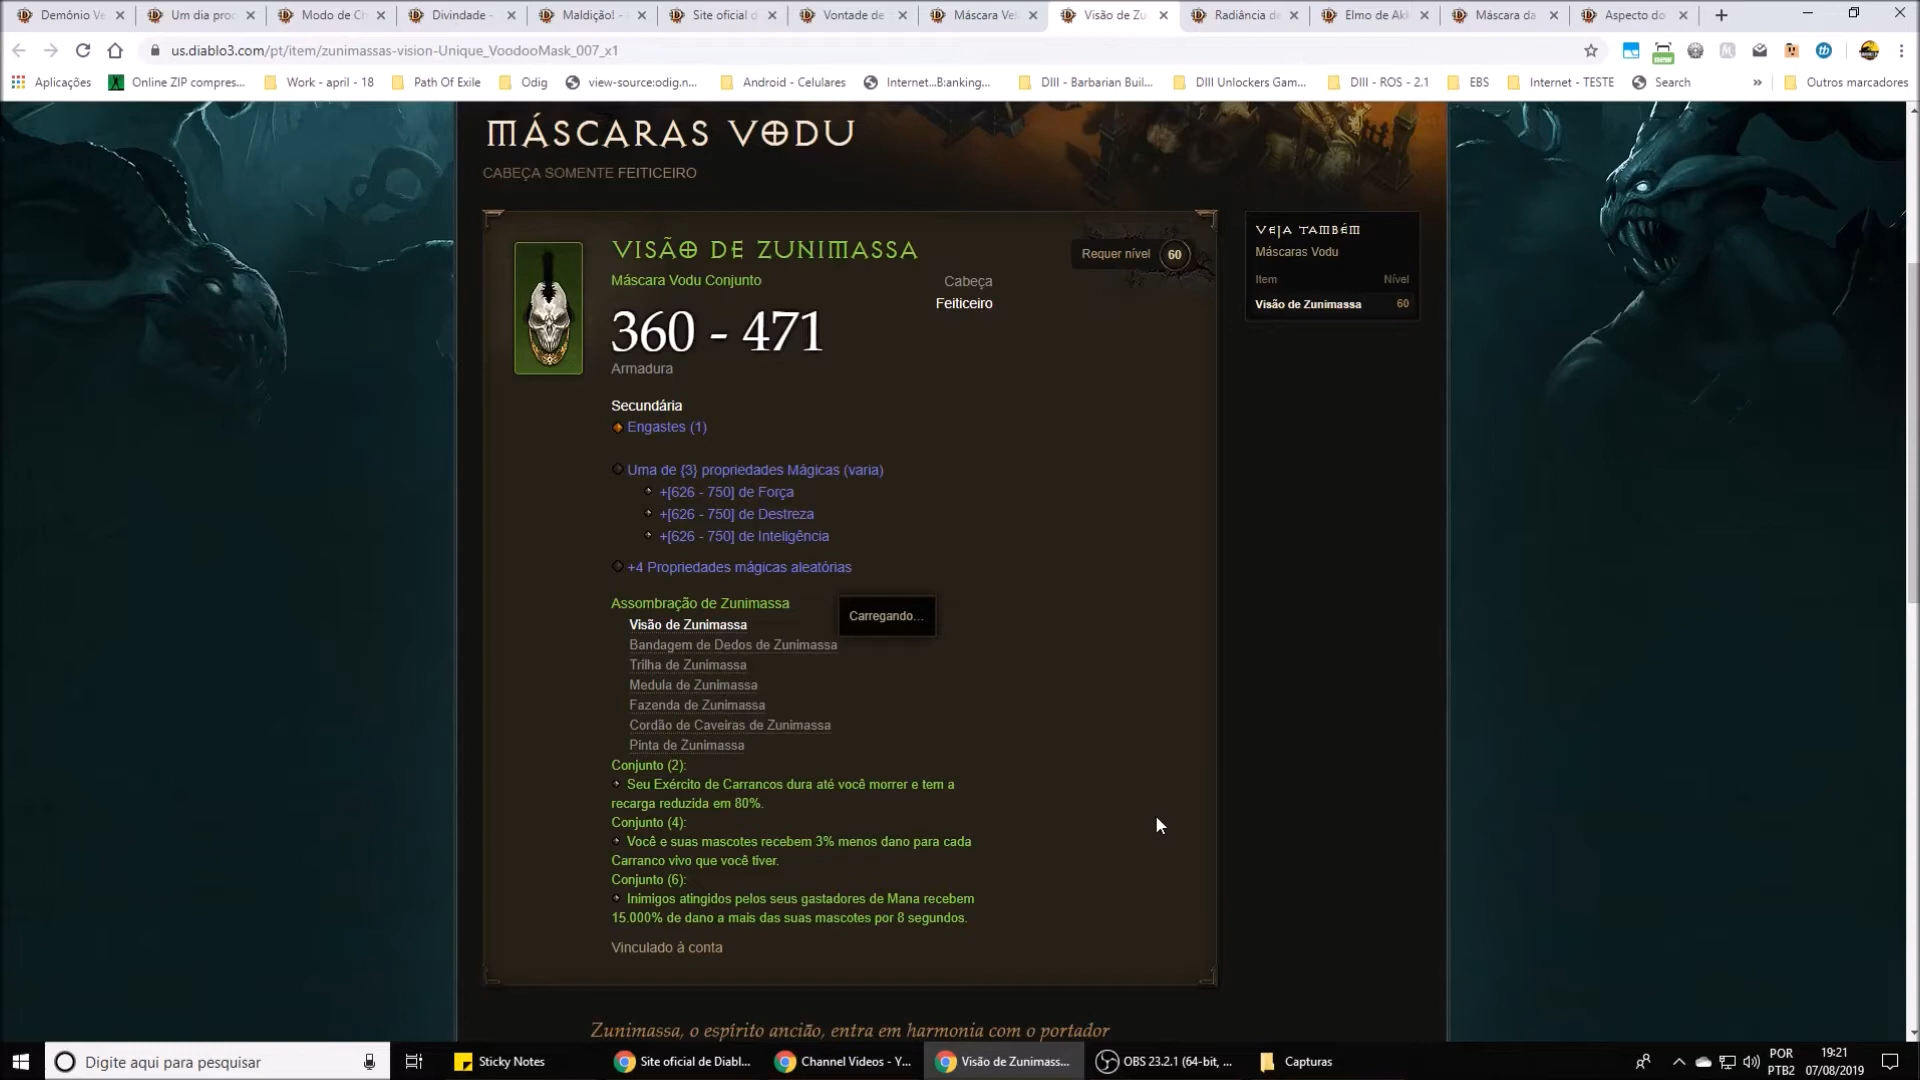 Demônio Ve
Um dia pro
Modo de C
Divindade -
Maldição! -
Site oficial d
Vontade de
Máscara Ve
Visão de Zu
Radiância de
Elmo de Ak
Máscara da
Aspecto do
us.diablo3.com/pt/item/zunimassas-vision-Unique_VoodooMask_007_x1
Aplicações
Online ZIP compres...
Work - april - 18
Path Of Exile
Odig
view-source:odig.n...
Android - Celulares
Internet...B:anking,...
DIII - Barbarian Buil...
DIII Unlockers Gam...
DIII - ROS - 2.1
EBS
Internet - TESTE
Search
»
Outros marcadores
MÁSCARAS VODU
CABEÇA SOMENTE FEITICEIRO
VISÃO DE ZUNIMASSA
Requer nível 60
Máscara Vodu Conjunto
Cabeça
Feiticeiro
360 - 471
Armadura
Secundária
Engastes (1)
Uma de {3} propriedades Mágicas (varia)
+[626 - 750] de Força
+[626 - 750] de Destreza
+[626 - 750] de Inteligência
+4 Propriedades mágicas aleatórias
Assombração de Zunimassa
Carregando...
Visão de Zunimassa
Bandagem de Dedos de Zunimassa
Trilha de Zunimassa
Medula de Zunimassa
Fazenda de Zunimassa
Cordão de Caveiras de Zunimassa
Pinta de Zunimassa
Conjunto (2):
Seu Exército de Carrancos dura até você morrer e tem a
recarga reduzida em 80%.
Conjunto (4):
Você e suas mascotes recebem 3% menos dano para cada
Carranco vivo que você tiver.
Conjunto (6):
Inimigos atingidos pelos seus gastadores de Mana recebem
15.000% de dano a mais das suas mascotes por 8 segundos.
Vinculado à conta
VEJA TAMBÉM
Máscaras Vodu
Item Nível
Visão de Zunimassa 60
Zunimassa, o espírito ancião, entra em harmonia com o portador
Digite aqui para pesquisar
Sticky Notes
Site oficial de Diabl...
Channel Videos - Y...
Visão de Zunimass...
OBS 23.2.1 (64-bit, ...
Capturas
POR
PTB2
19:21
07/08/2019